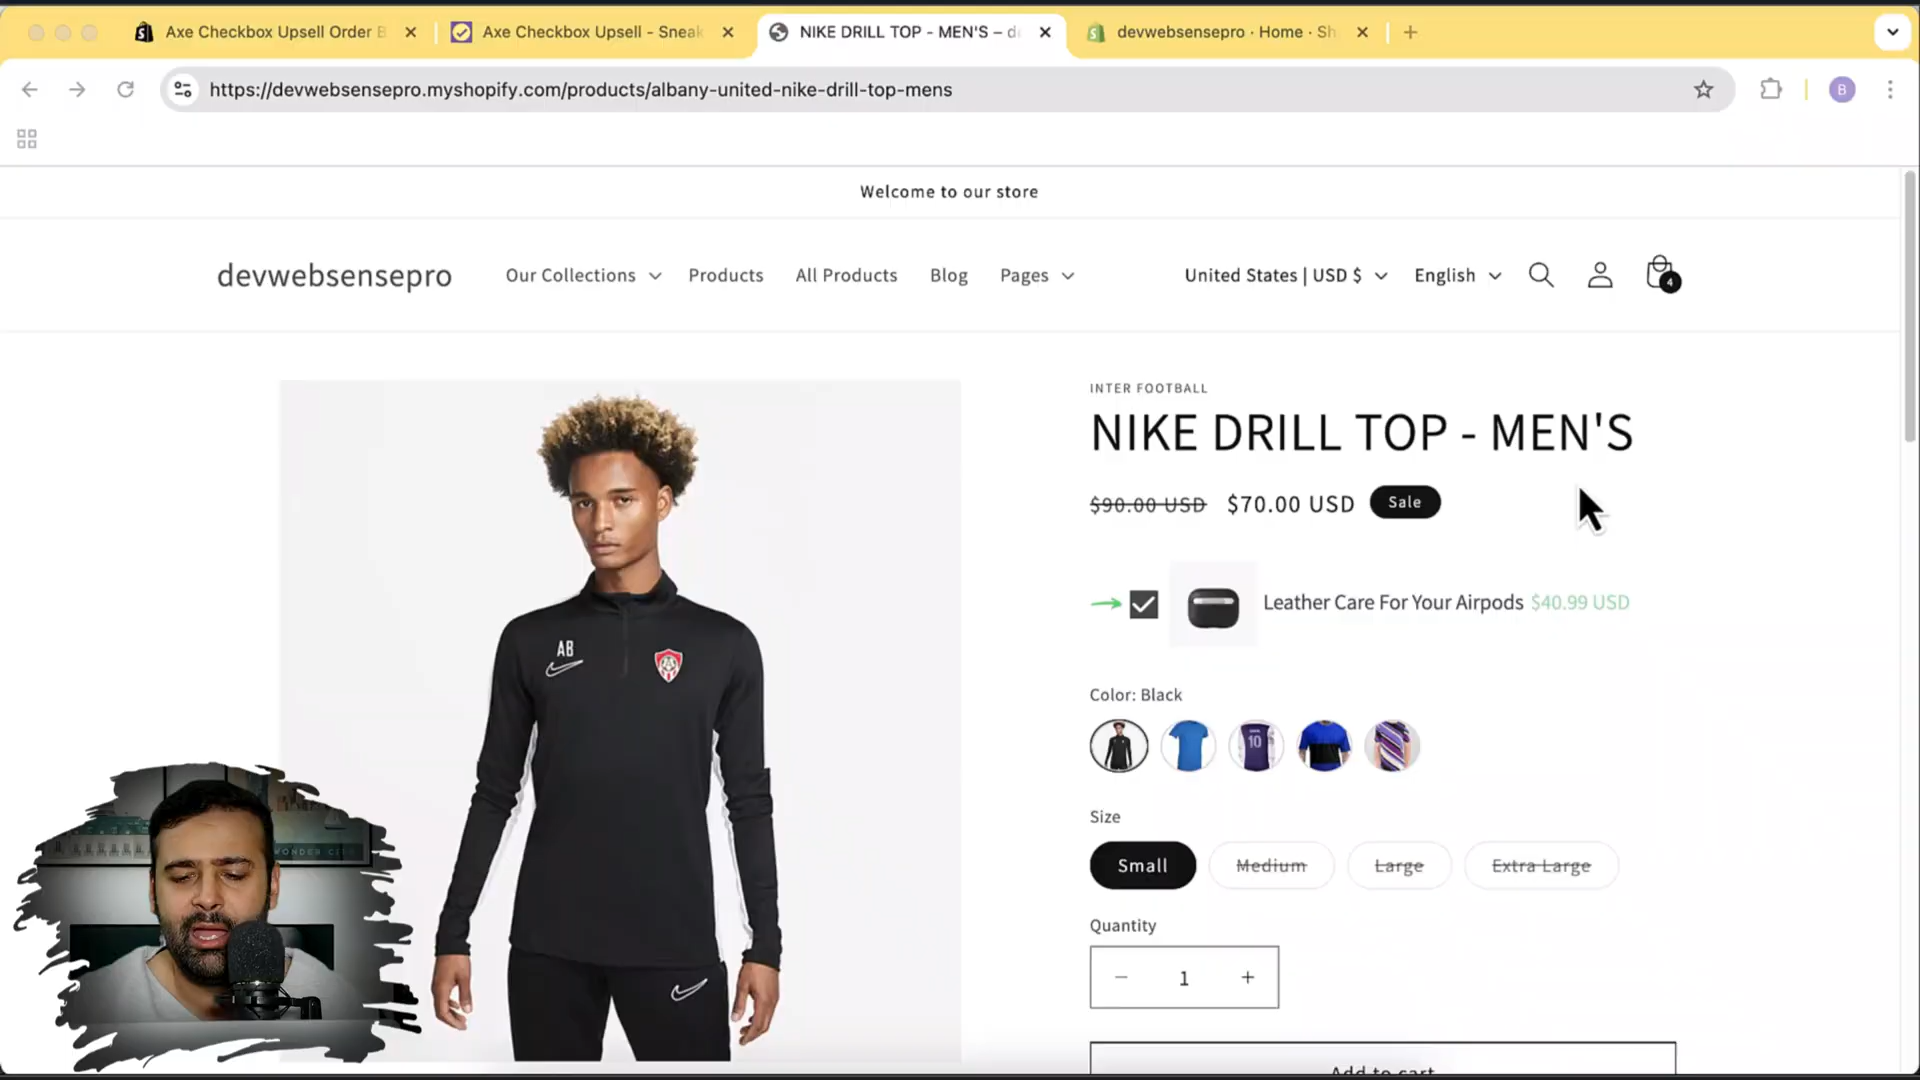 Axe Checkbox Upsell Order B
Axe Checkbox Upsell - Sneak
NIKE DRILL TOP - MEN'S – d
devwebsensepro · Home · Sh
https://devwebsensepro.myshopify.com/products/albany-united-nike-drill-top-mens
B
Welcome to our store
devwebsensepro
Our Collections
Products
All Products
Blog
Pages
United States | USD $
English
4
INTER FOOTBALL
NIKE DRILL TOP - MEN'S
$90.00 USD $70.00 USD Sale
Leather Care For Your Airpods $40.99 USD
AB
Color: Black
10
Size
Small Medium Large Extra Large
Quantity
− 1 +
Add to cart
WONDER CI